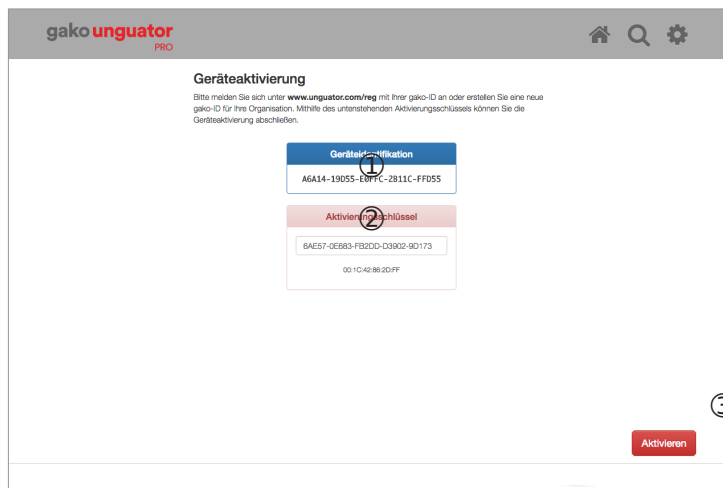 gako unguator
PRO
Geräteaktivierung
Bitte melden Sie sich unter www.unguator.com/reg mit Ihrer gako-ID an oder erstellen Sie eine neue
gako-ID für Ihre Organisation. Mithilfe des untenstehenden Aktivierungsschlüssels können Sie die
Geräteaktivierung abschließen.
Geräteidentifikation
①
A6A14-19D55-E0FFC-2811C-FFD55
②
Aktivierungsschlüssel
6AE57-0E683-FB2DD-D3902-9D173
00:1C:42:86:2D:FF
Aktivieren